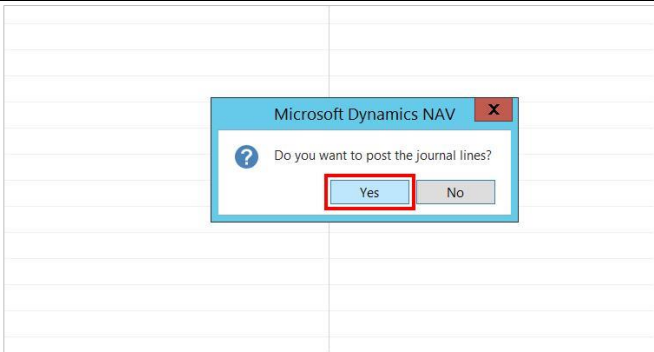 Microsoft Dynamics NAV
X
?
Do you want to post the journal lines?
Yes
No